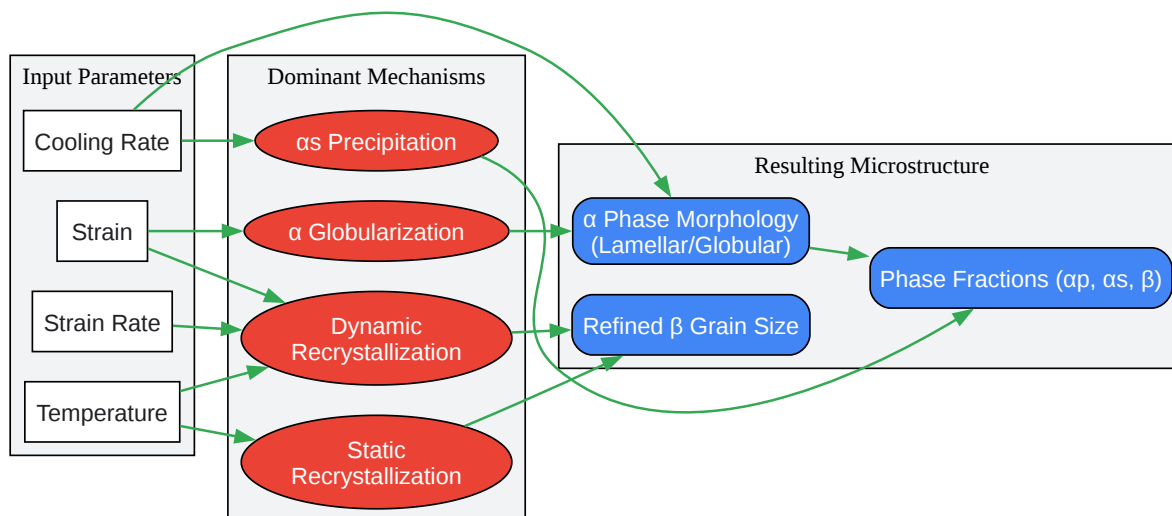 Input Parameters
Cooling Rate
Strain
Strain Rate
Temperature
Dominant Mechanisms
αs Precipitation
α Globularization
Dynamic
Recrystallization
Static
Recrystallization
Resulting Microstructure
α Phase Morphology
(Lamellar/Globular)
Refined β Grain Size
Phase Fractions (αp, αs, β)